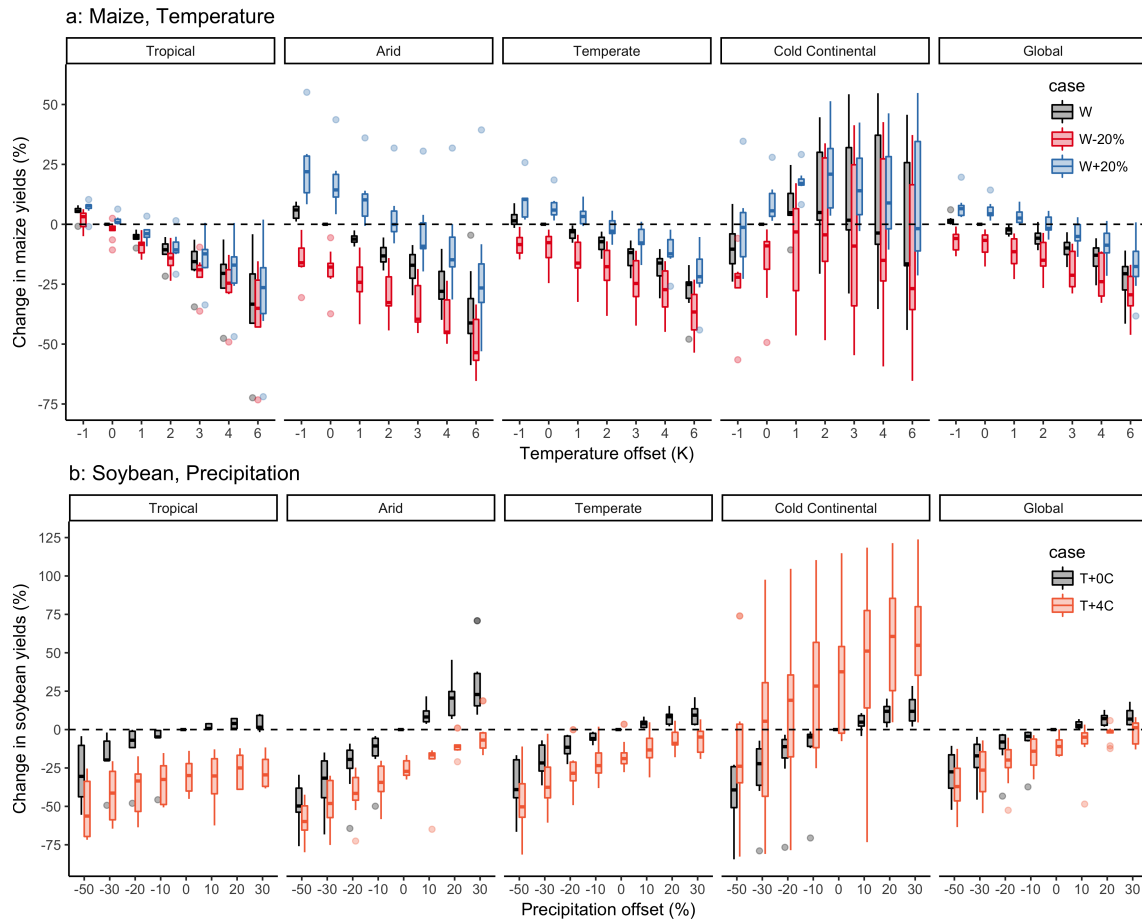 a: Maize, Temperature
Tropical Arid Temperate Cold Continental Global
Change in maize yields (%)
50
25
0
-25
-50
-75
case
W
W-20%
W+20%
-1 0 1 2 3 4 6 -1 0 1 2 3 4 6 -1 0 1 2 3 4 6 -1 0 1 2 3 4 6 -1 0 1 2 3 4 6
Temperature offset (K)
b: Soybean, Precipitation
Tropical Arid Temperate Cold Continental Global
Change in soybean yields (%)
125
100
75
50
25
0
-25
-50
-75
case
T+0C
T+4C
-50 -30 -20 -10 0 10 20 30 -50 -30 -20 -10 0 10 20 30 -50 -30 -20 -10 0 10 20 30 -50 -30 -20 -10 0 10 20 30 -50 -30 -20 -10 0 10 20 30
Precipitation offset (%)